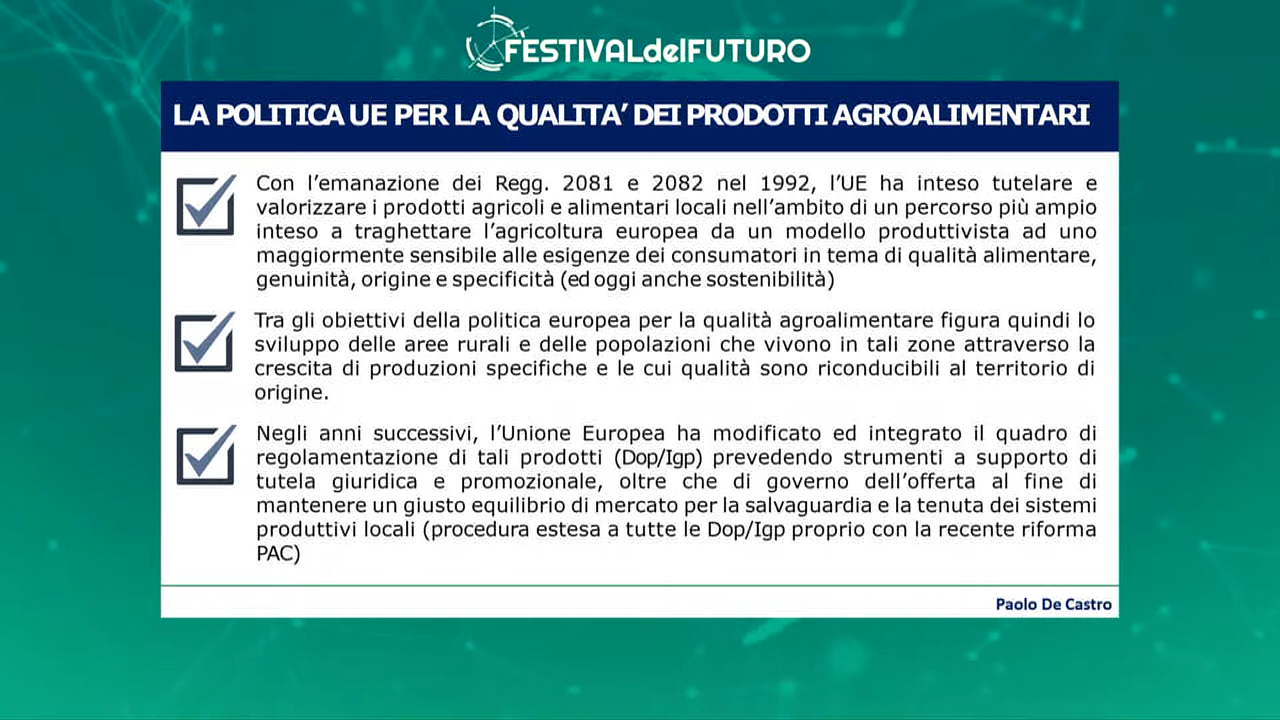 FESTIVALdelFUTURO
LA POLITICA UE PER LA QUALITA’ DEI PRODOTTI AGROALIMENTARI
Con l’emanazione dei Regg. 2081 e 2082 nel 1992, l’UE ha inteso tutelare e
valorizzare i prodotti agricoli e alimentari locali nell’ambito di un percorso più ampio
inteso a traghettare l’agricoltura europea da un modello produttivista ad uno
maggiormente sensibile alle esigenze dei consumatori in tema di qualità alimentare,
genuinità, origine e specificità (ed oggi anche sostenibilità)
Tra gli obiettivi della politica europea per la qualità agroalimentare figura quindi lo
sviluppo delle aree rurali e delle popolazioni che vivono in tali zone attraverso la
crescita di produzioni specifiche e le cui qualità sono riconducibili al territorio di
origine.
Negli anni successivi, l’Unione Europea ha modificato ed integrato il quadro di
regolamentazione di tali prodotti (Dop/Igp) prevedendo strumenti a supporto di
tutela giuridica e promozionale, oltre che di governo dell’offerta al fine di
mantenere un giusto equilibrio di mercato per la salvaguardia e la tenuta dei sistemi
produttivi locali (procedura estesa a tutte le Dop/Igp proprio con la recente riforma
PAC)
Paolo De Castro